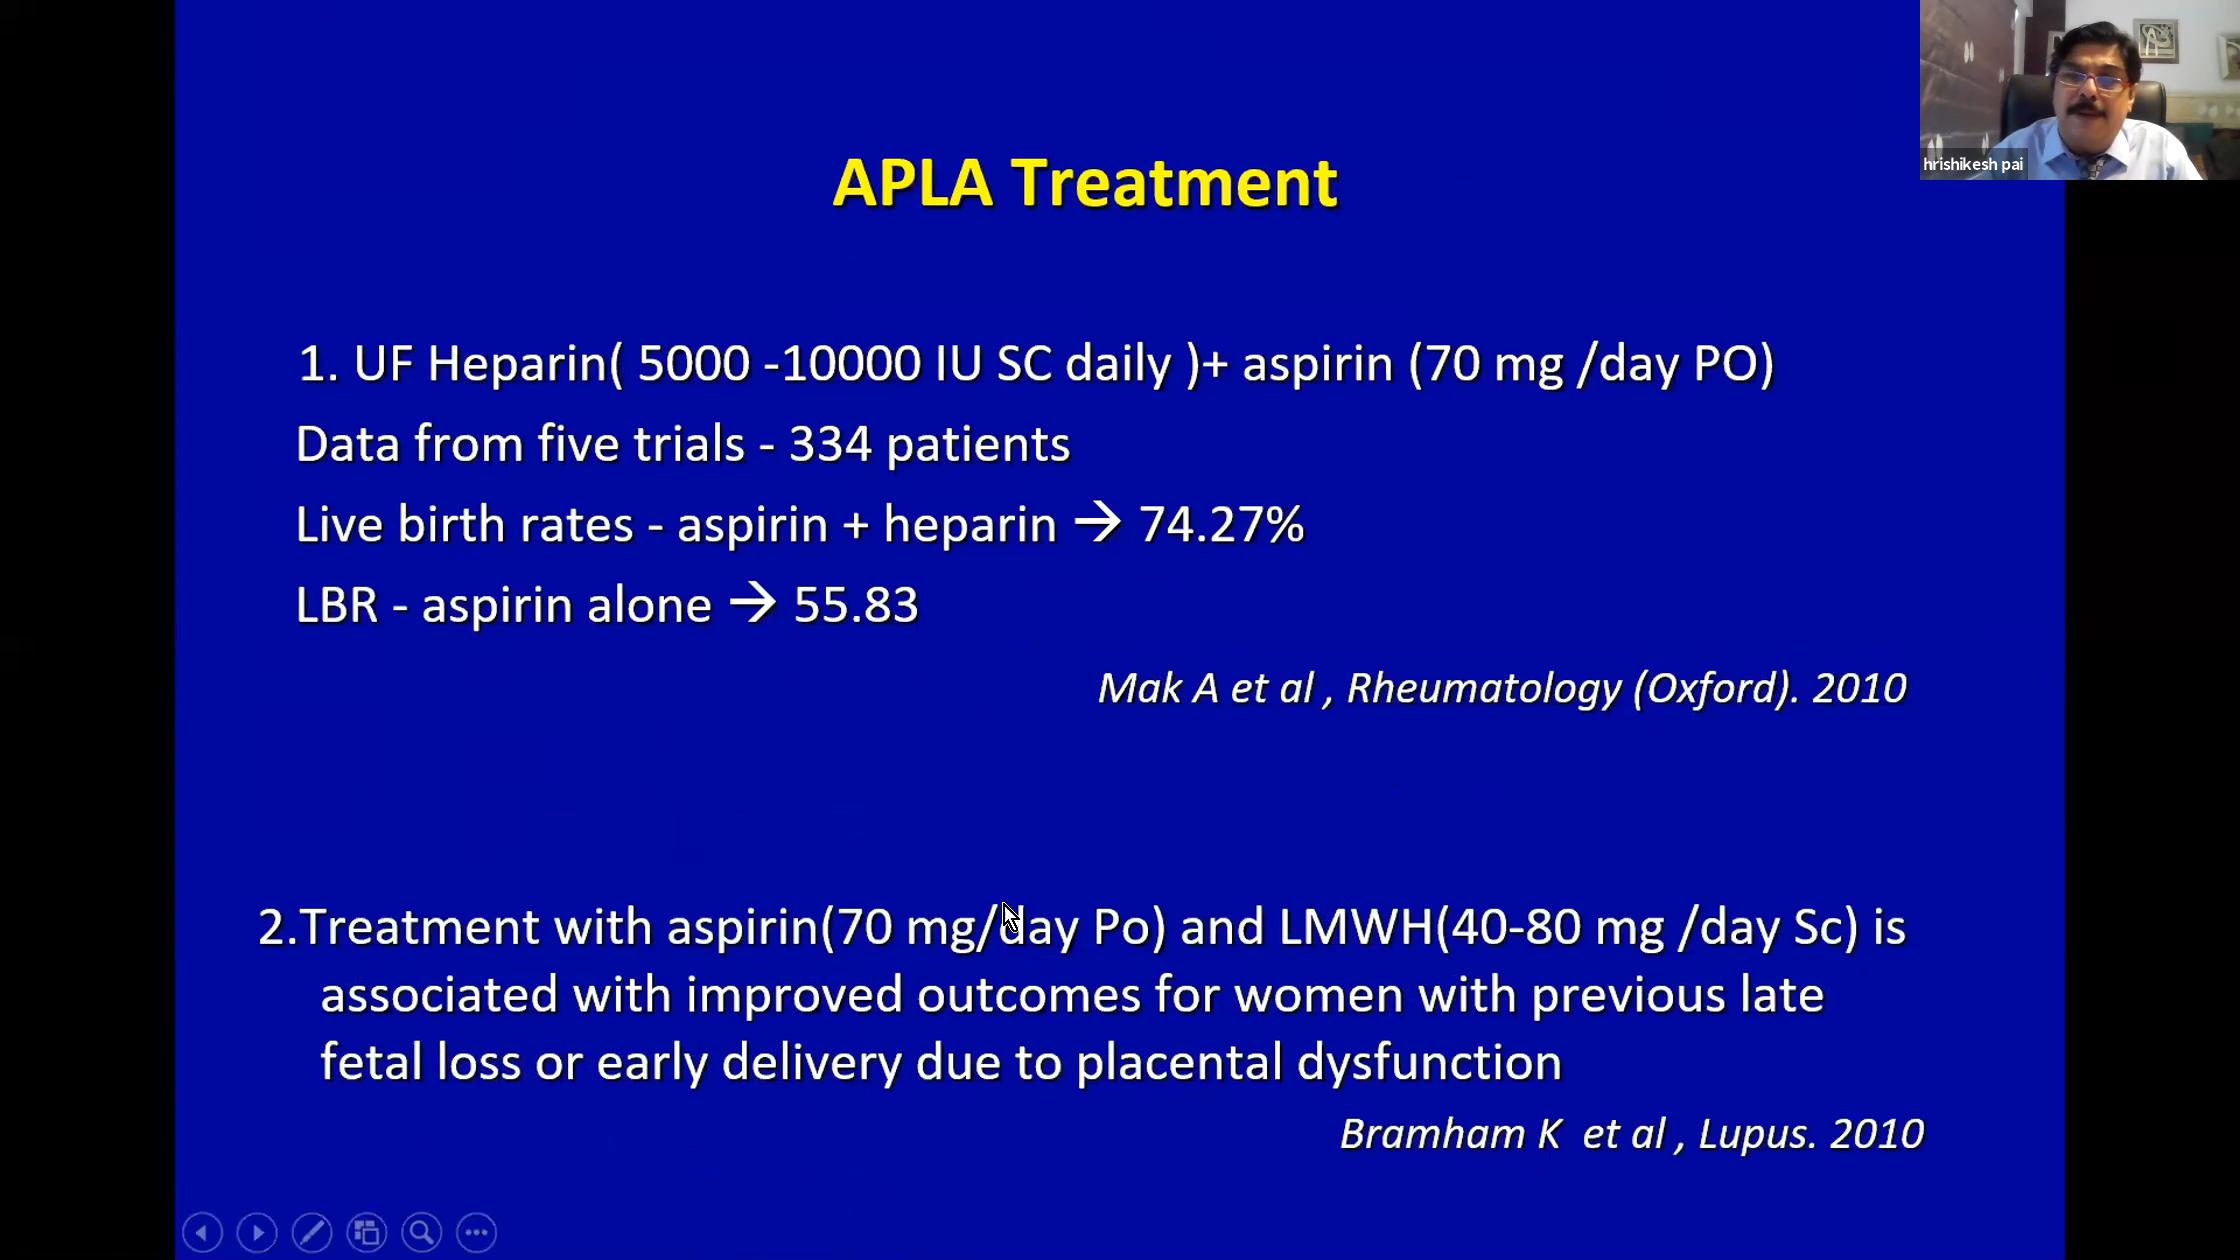 hrishikesh pai
APLA Treatment
1. UF Heparin( 5000 -10000 IU SC daily )+ aspirin (70 mg /day PO)
Data from five trials - 334 patients
Live birth rates - aspirin + heparin → 74.27%
LBR - aspirin alone → 55.83
Mak A et al , Rheumatology (Oxford). 2010
2.Treatment with aspirin(70 mg/day Po) and LMWH(40-80 mg /day Sc) is
associated with improved outcomes for women with previous late
fetal loss or early delivery due to placental dysfunction
Bramham K et al , Lupus. 2010